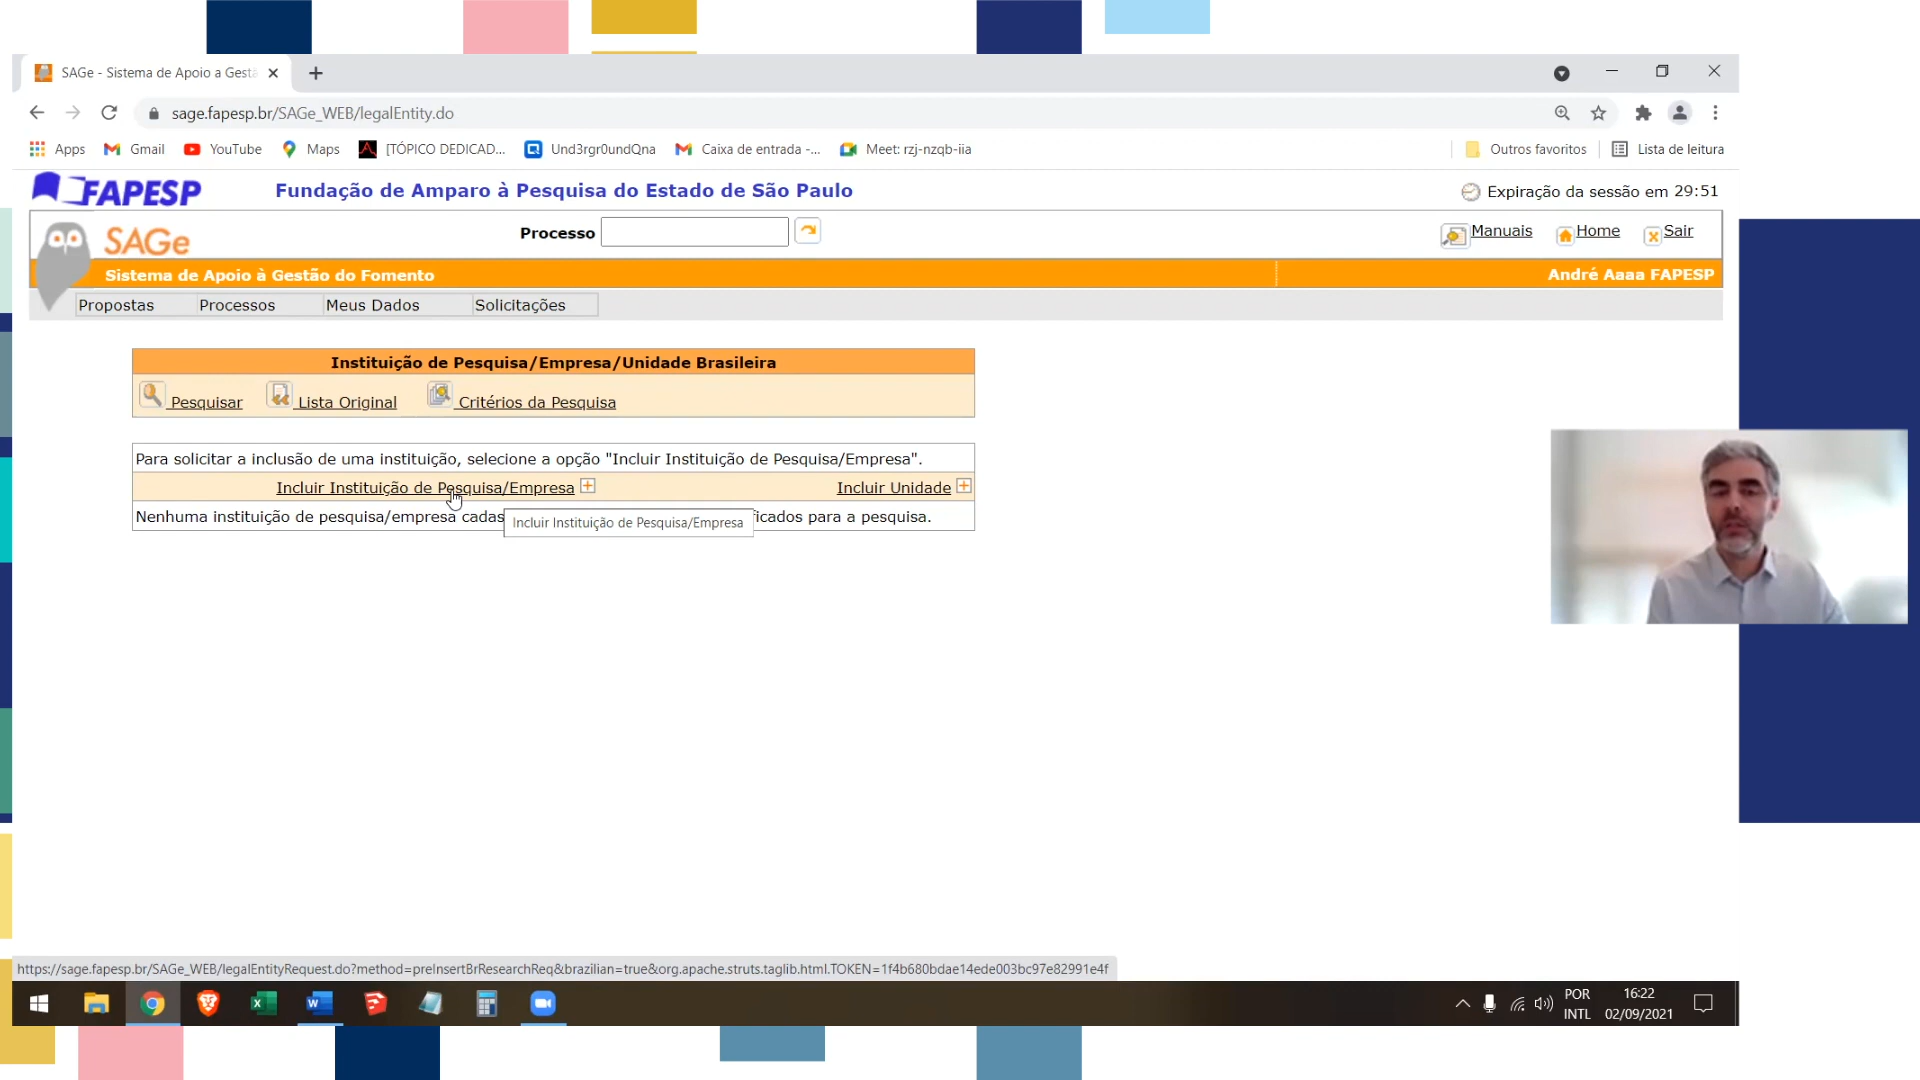 SAGe - Sistema de Apoio a Gestã
sage.fapesp.br/SAGe_WEB/legalEntity.do
Apps Gmail YouTube Maps [TÓPICO DEDICAD... Und3rgr0undQna Caixa de entrada -... Meet: rzj-nzqb-iia Outros favoritos Lista de leitura
FAPESP Fundação de Amparo à Pesquisa do Estado de São Paulo Expiração da sessão em 29:51
SAGe Processo Manuais Home Sair
Sistema de Apoio à Gestão do Fomento André Aaaa FAPESP
Propostas Processos Meus Dados Solicitações
Instituição de Pesquisa/Empresa/Unidade Brasileira
Pesquisar Lista Original Critérios da Pesquisa
Para solicitar a inclusão de uma instituição, selecione a opção "Incluir Instituição de Pesquisa/Empresa".
Incluir Instituição de Pesquisa/Empresa Incluir Unidade
Nenhuma instituição de pesquisa/empresa cadas ficados para a pesquisa.
Incluir Instituição de Pesquisa/Empresa
https://sage.fapesp.br/SAGe_WEB/legalEntityRequest.do?method=preInsertBrResearchReq&brazilian=true&org.apache.struts.taglib.html.TOKEN=1f4b680bdae14ede003bc97e82991e4f
POR 16:22
INTL 02/09/2021